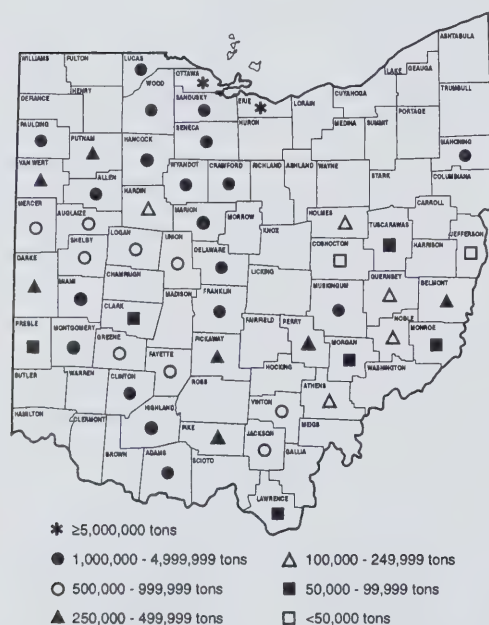 ASHTABULA
WILLIAMS
FULTON
LUCAS
OTTAWA
LAKE
GEAUGA
WOOD
HENRY
SANDUSKY
ERIE
LORAIN
CUYAHOGA
TRUMBULL
DEFIANCE
HURON
MEDINA
SUMMIT
PORTAGE
PAULDING
PUTNAM
HANCOCK
SENECA
MAHONING
VAN WERT
ALLEN
WYANDOT
CRAWFORD
RICHLAND
ASHLAND
WAYNE
STARK
COLUMBIANA
HARDIN
MERCER
AUGLAIZE
MARION
MORROW
HOLMES
CARROLL
KNOX
TUSCARAWAS
JEFFERSON
LOGAN
UNION
SHELBY
DELAWARE
COSHOCTON
HARRISON
DARKE
CHAMPAIGN
LICKING
GUERNSEY
BELMONT
MIAMI
MADISON
FRANKLIN
MUSKINGUM
CLARK
NOBLE
PREBLE
MONTGOMERY
GREENE
FAIRFIELD
PERRY
MORGAN
MONROE
FAYETTE
PICKAWAY
WASHINGTON
BUTLER
WARREN
CLINTON
HOCKING
ATHENS
ROSS
HAMILTON
CLERMONT
HIGHLAND
VINTON
MEIGS
PIKE
JACKSON
BROWN
ADAMS
SCIOTO
GALLIA
LAWRENCE
≥5,000,000 tons
1,000,000 - 4,999,999 tons
500,000 - 999,999 tons
250,000 - 499,999 tons
100,000 - 249,999 tons
50,000 - 99,999 tons
<50,000 tons